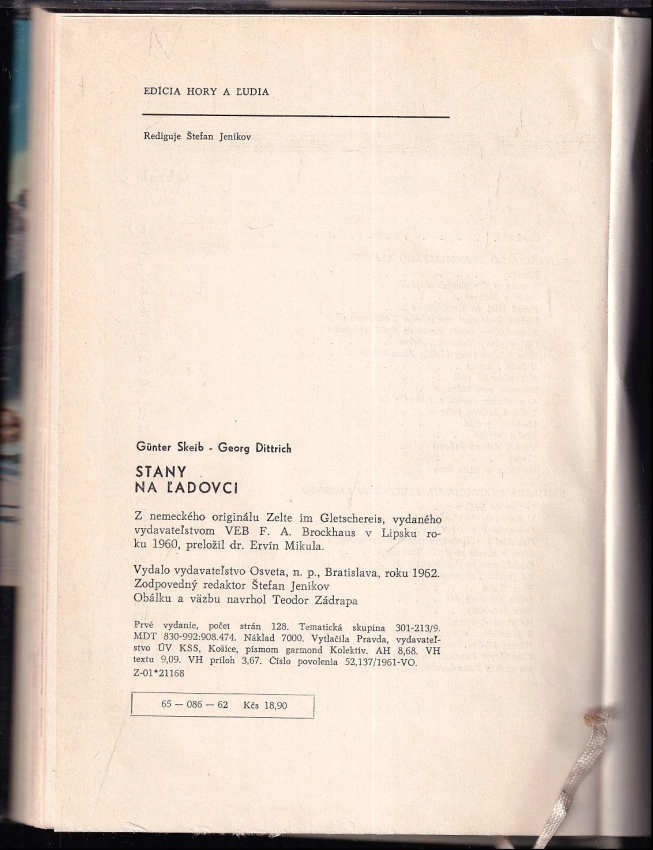 EDÍCIA HORY A ĽUDIA
Rediguje Štefan Jenikov
Günter Skeib - Georg Dittrich
STANY
NA ĽADOVCI
Z nemeckého originálu Zelte im Gletschereis, vydaného
vydavateľstvom VEB F. A. Brockhaus v Lipsku ro-
ku 1960, preložil dr. Ervín Mikula.
Vydalo vydavateľstvo Osveta, n. p., Bratislava, roku 1962.
Zodpovedný redaktor Štefan Jenikov
Obálku a väzbu navrhol Teodor Zádrapa
Prvé vydanie, počet strán 128. Tematická skupina 301-213/9.
MDT 830-992:908.474. Náklad 7000. Vytlačila Pravda, vydavateľ-
stvo ÚV KSS, Košice, písmom garmond Kolektív. AH 8,68. VH
textu 9,09. VH príloh 3,67. Číslo povolenia 52,137/1961-VO.
Z-01*21168
65 — 086 — 62 Kčs 18,90